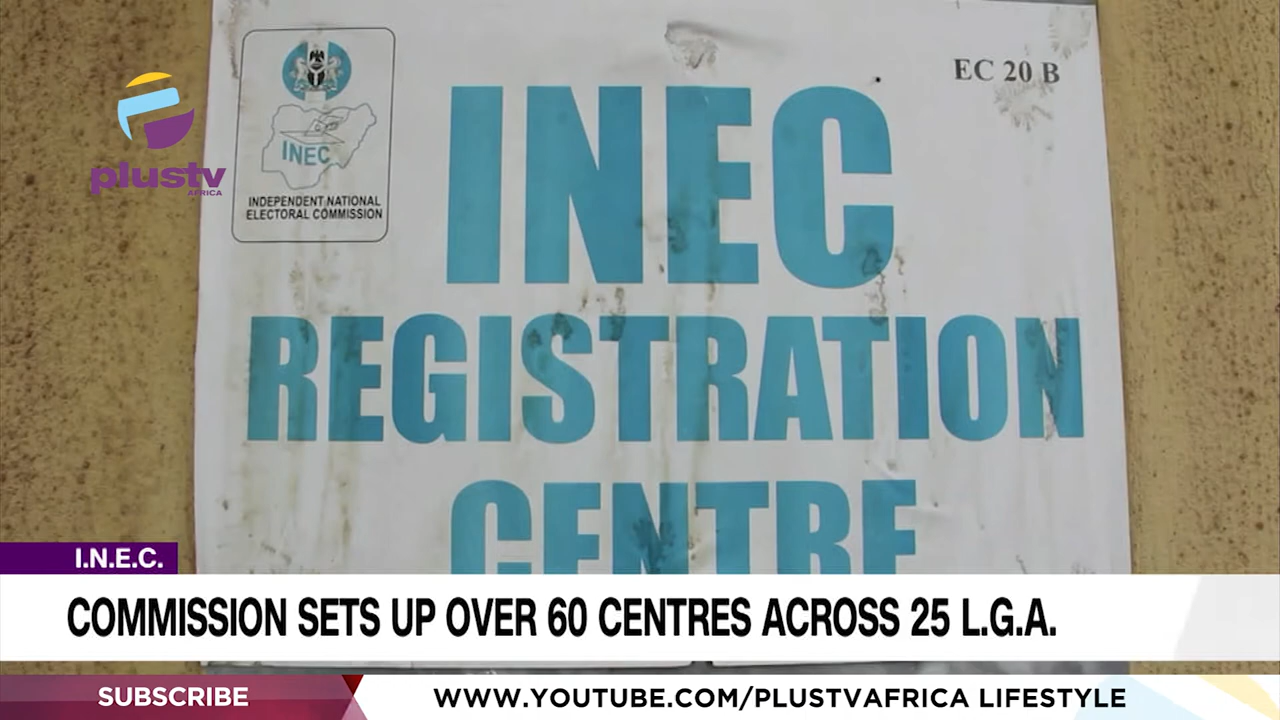 EC 20 B
INEC
INDEPENDENT NATIONAL
ELECTORAL COMMISSION
plustv
AFRICA
INEC
REGISTRATION
CENTRE
I.N.E.C.
COMMISSION SETS UP OVER 60 CENTRES ACROSS 25 L.G.A.
SUBSCRIBE
WWW.YOUTUBE.COM/PLUSTVAFRICA LIFESTYLE